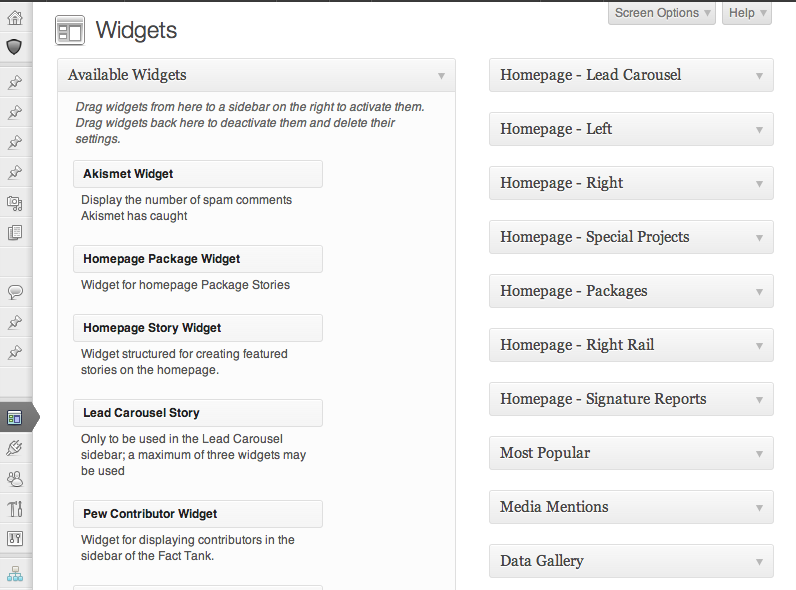 Screen Options
Help
Widgets
Available Widgets
Drag widgets from here to a sidebar on the right to activate them.
Drag widgets back here to deactivate them and delete their
settings.
Akismet Widget
Display the number of spam comments
Akismet has caught
Homepage Package Widget
Widget for homepage Package Stories
Homepage Story Widget
Widget structured for creating featured
stories on the homepage.
Lead Carousel Story
Only to be used in the Lead Carousel
sidebar; a maximum of three widgets may
be used
Pew Contributor Widget
Widget for displaying contributors in the
sidebar of the Fact Tank.
Homepage - Lead Carousel
Homepage - Left
Homepage - Right
Homepage - Special Projects
Homepage - Packages
Homepage - Right Rail
Homepage - Signature Reports
Most Popular
Media Mentions
Data Gallery